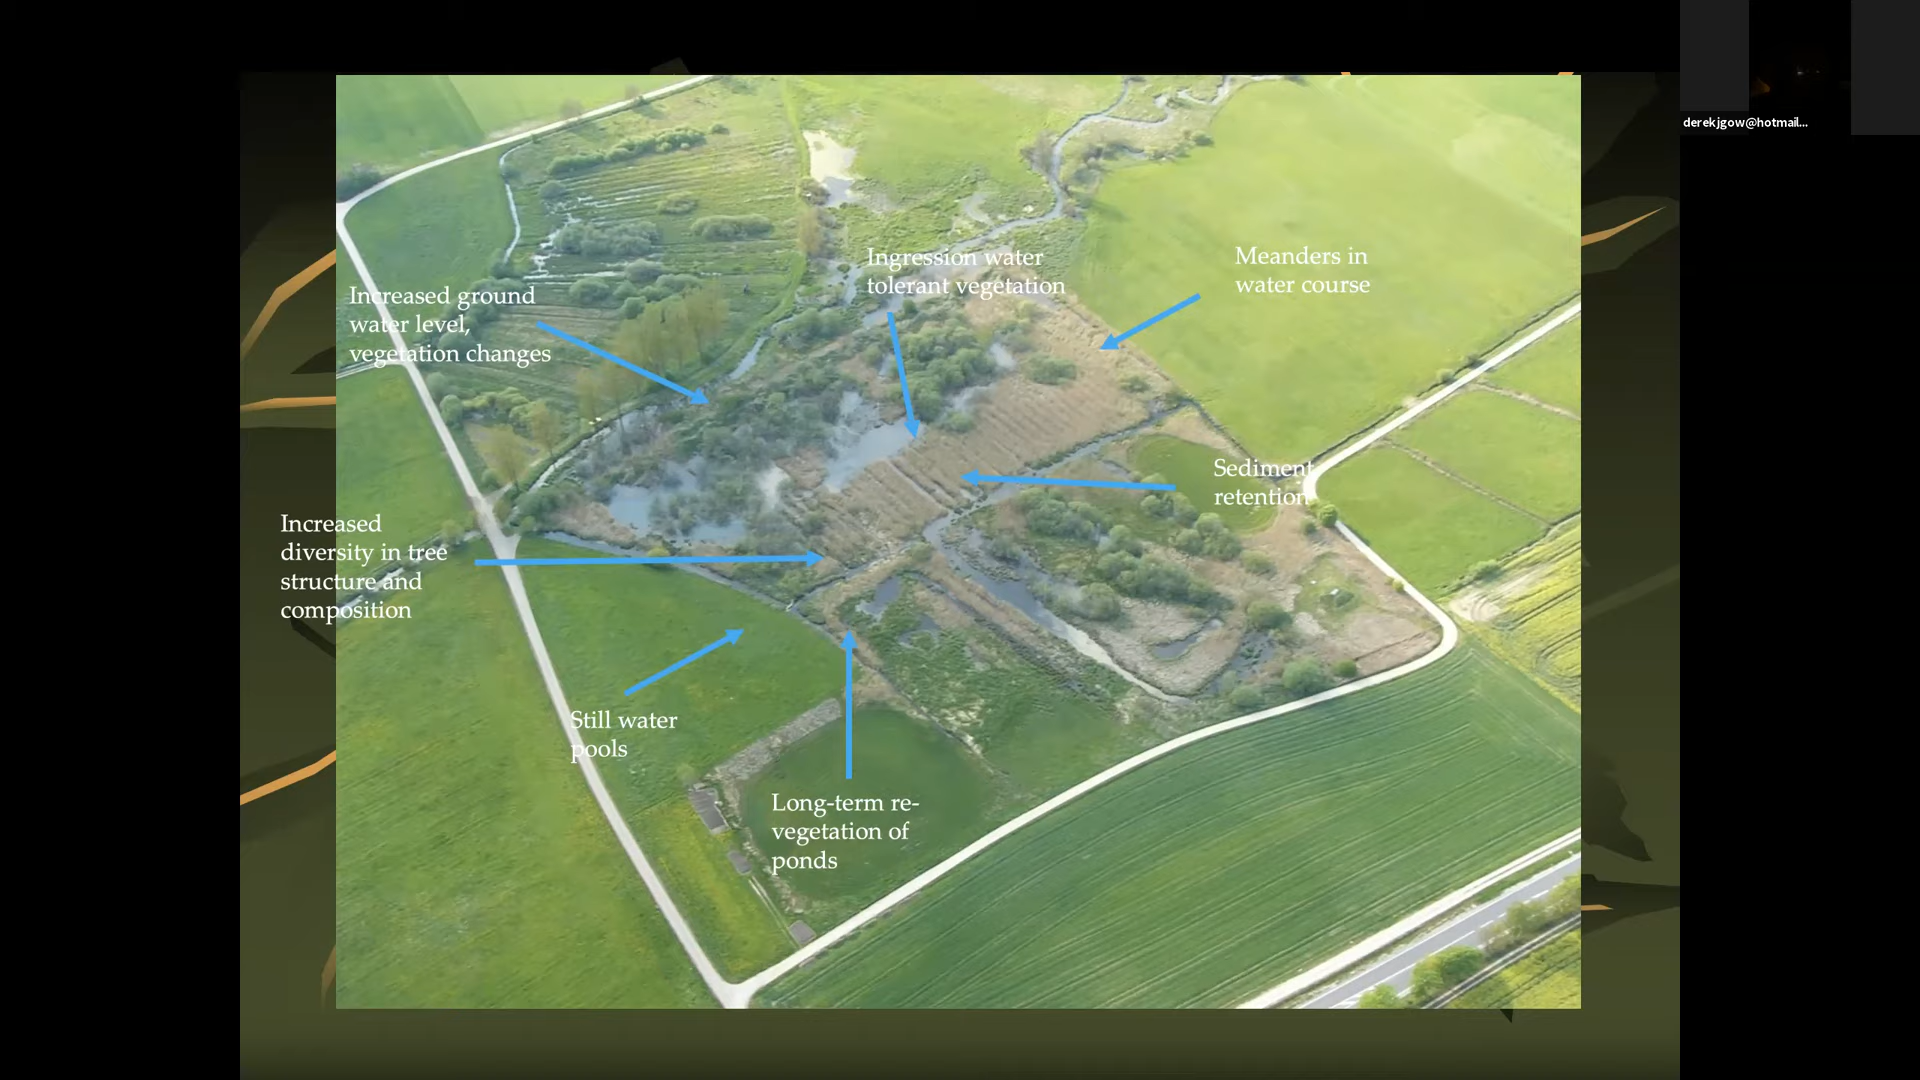 derekjgow@hotmail...
Ingression water
tolerant vegetation
Meanders in
water course
Increased ground
water level,
vegetation changes
Sediment
retention
Increased
diversity in tree
structure and
composition
Still water
pools
Long-term re-
vegetation of
ponds